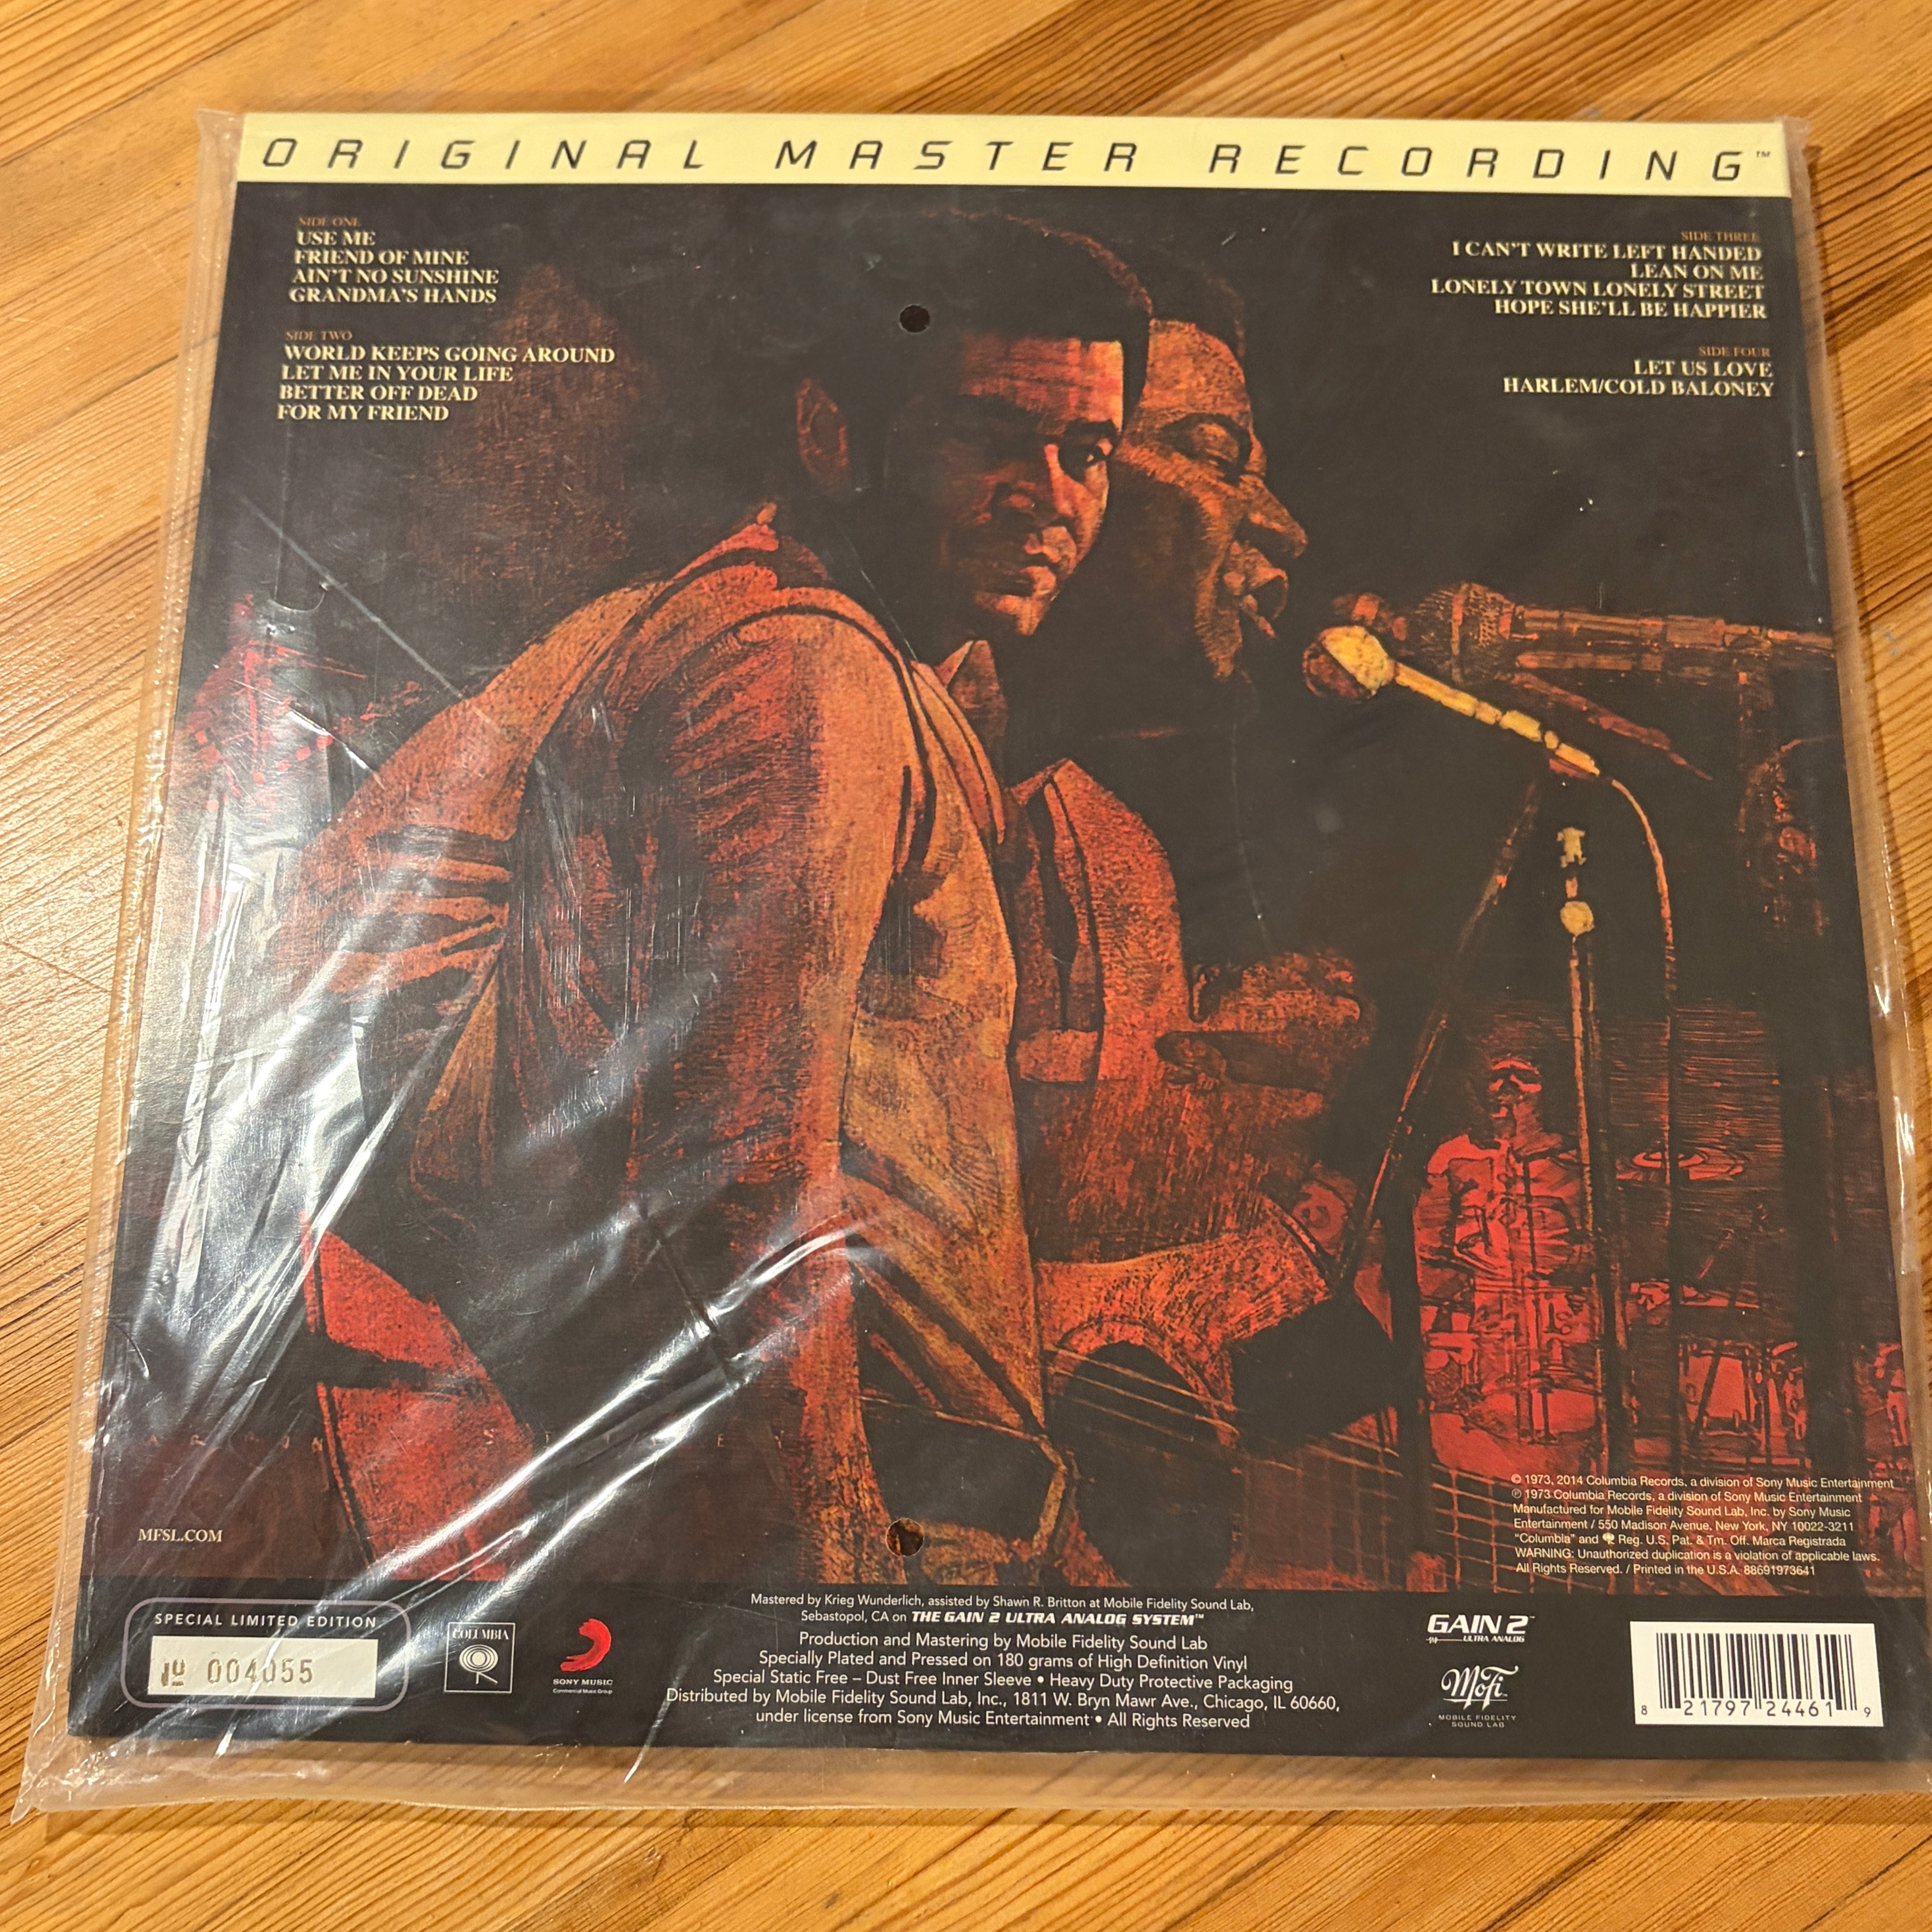 ORIGINAL MASTER RECORDING™
SIDE ONE
USE ME
FRIEND OF MINE
AIN'T NO SUNSHINE
GRANDMA'S HANDS
SIDE TWO
WORLD KEEPS GOING AROUND
LET ME IN YOUR LIFE
BETTER OFF DEAD
FOR MY FRIEND
SIDE THREE
I CAN'T WRITE LEFT HANDED
LEAN ON ME
LONELY TOWN LONELY STREET
HOPE SHE'LL BE HAPPIER
SIDE FOUR
LET US LOVE
HARLEM/COLD BALONEY
© 1973, 2014 Columbia Records, a division of Sony Music Entertainment
℗ 1973 Columbia Records, a division of Sony Music Entertainment
Manufactured for Mobile Fidelity Sound Lab, Inc. by Sony Music
Entertainment / 550 Madison Avenue, New York, NY 10022-3211
"Columbia" and Reg. U.S. Pat. & Tm. Off. Marca Registrada
WARNING: Unauthorized duplication is a violation of applicable laws.
All Rights Reserved. / Printed in the U.S.A. 88691973641
MFSL.COM
SPECIAL LIMITED EDITION
№ 004055
COLUMBIA
SONY MUSIC
Commercial Music Group
Mastered by Krieg Wunderlich, assisted by Shawn R. Britton at Mobile Fidelity Sound Lab,
Sebastopol, CA on THE GAIN 2 ULTRA ANALOG SYSTEM™
Production and Mastering by Mobile Fidelity Sound Lab
Specially Plated and Pressed on 180 grams of High Definition Vinyl
Special Static Free – Dust Free Inner Sleeve • Heavy Duty Protective Packaging
Distributed by Mobile Fidelity Sound Lab, Inc., 1811 W. Bryn Mawr Ave., Chicago, IL 60660,
under license from Sony Music Entertainment • All Rights Reserved
GAIN 2™
ULTRA ANALOG
MoFi
MOBILE FIDELITY
SOUND LAB
8 21797 24461 9